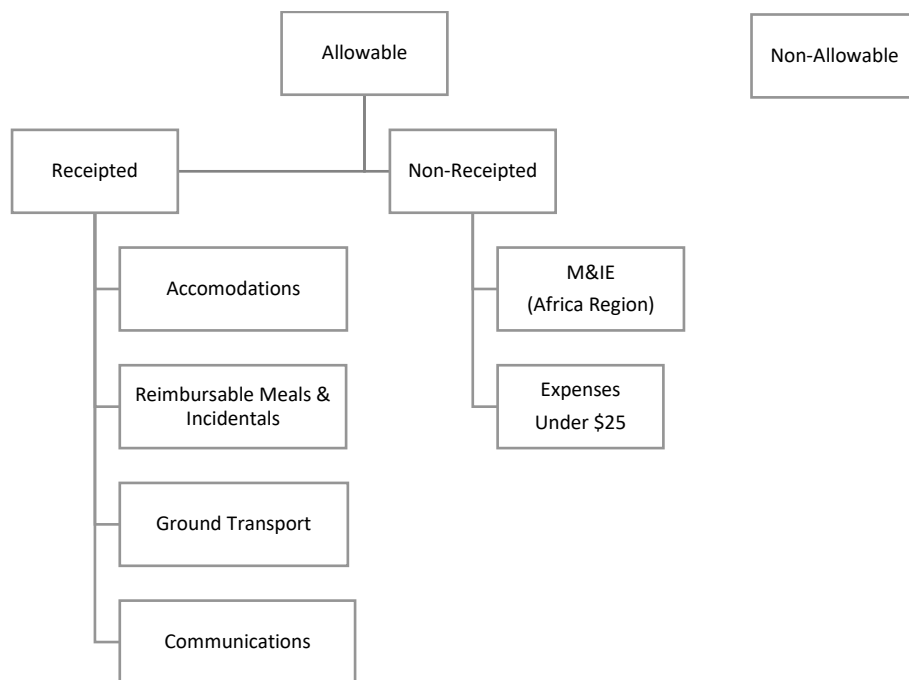 Allowable
Non-Allowable
Receipted
Non-Receipted
Accomodations
Reimbursable Meals &
Incidentals
Ground Transport
Communications
M&IE
(Africa Region)
Expenses
Under $25